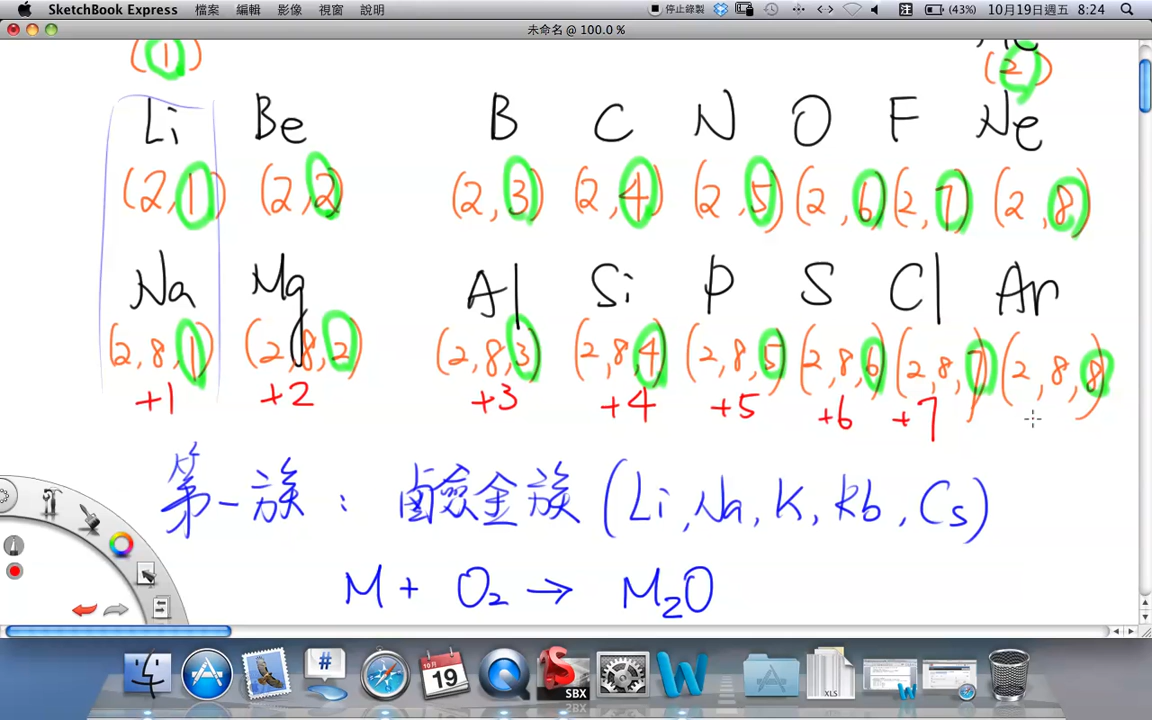 SketchBook Express 檔案 編輯 影像 視窗 說明 停止錄製 注 (43%) 10月19日週五 8:24
未命名 @ 100.0 %
(1) (2)
Li Be B C N O F Ne
(2,1) (2,2) (2,3) (2,4) (2,5) (2,6) (2,7) (2,8)
Na Mg Al Si P S Cl Ar
(2,8,1) (2,8,2) (2,8,3) (2,8,4) (2,8,5) (2,8,6) (2,8,7) (2,8,8)
+1 +2 +3 +4 +5 +6 +7
第一族：鹵鹼金族 (Li,Na,K,Rb,Cs)
M + O₂ → M₂O
10月
19
#
S
SBX
W
XLS